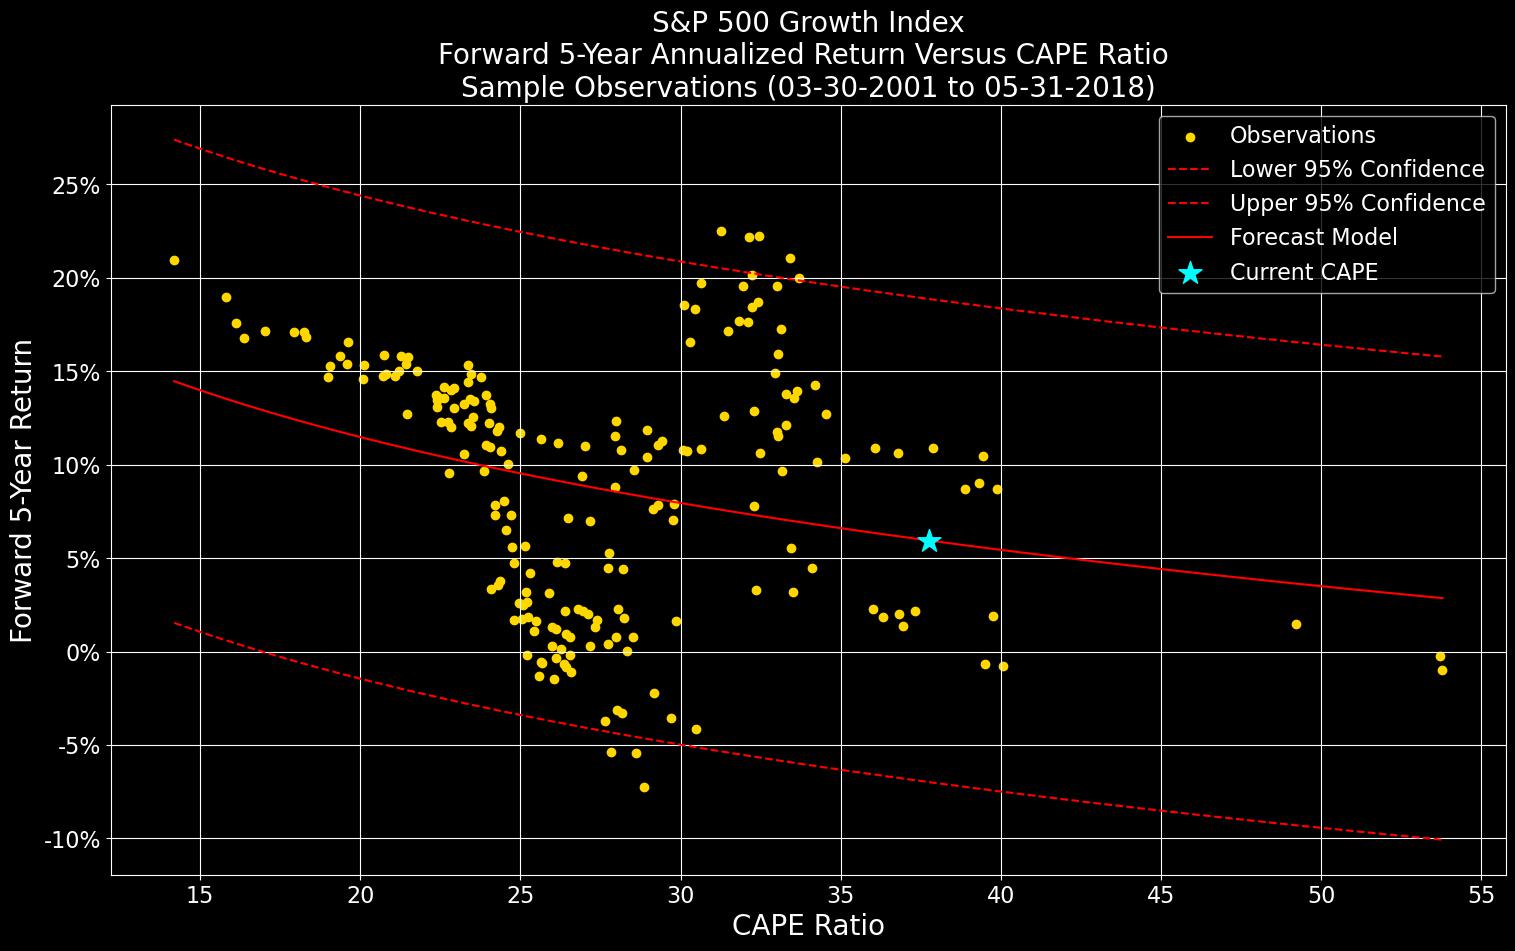 S&P 500 Growth Index
Forward 5-Year Annualized Return Versus CAPE Ratio
Sample Observations (03-30-2001 to 05-31-2018)
Observations
Lower 95% Confidence
Upper 95% Confidence
Forecast Model
Current CAPE
Forward 5-Year Return
25%
20%
15%
10%
5%
0%
-5%
-10%
15 20 25 30 35 40 45 50 55
CAPE Ratio